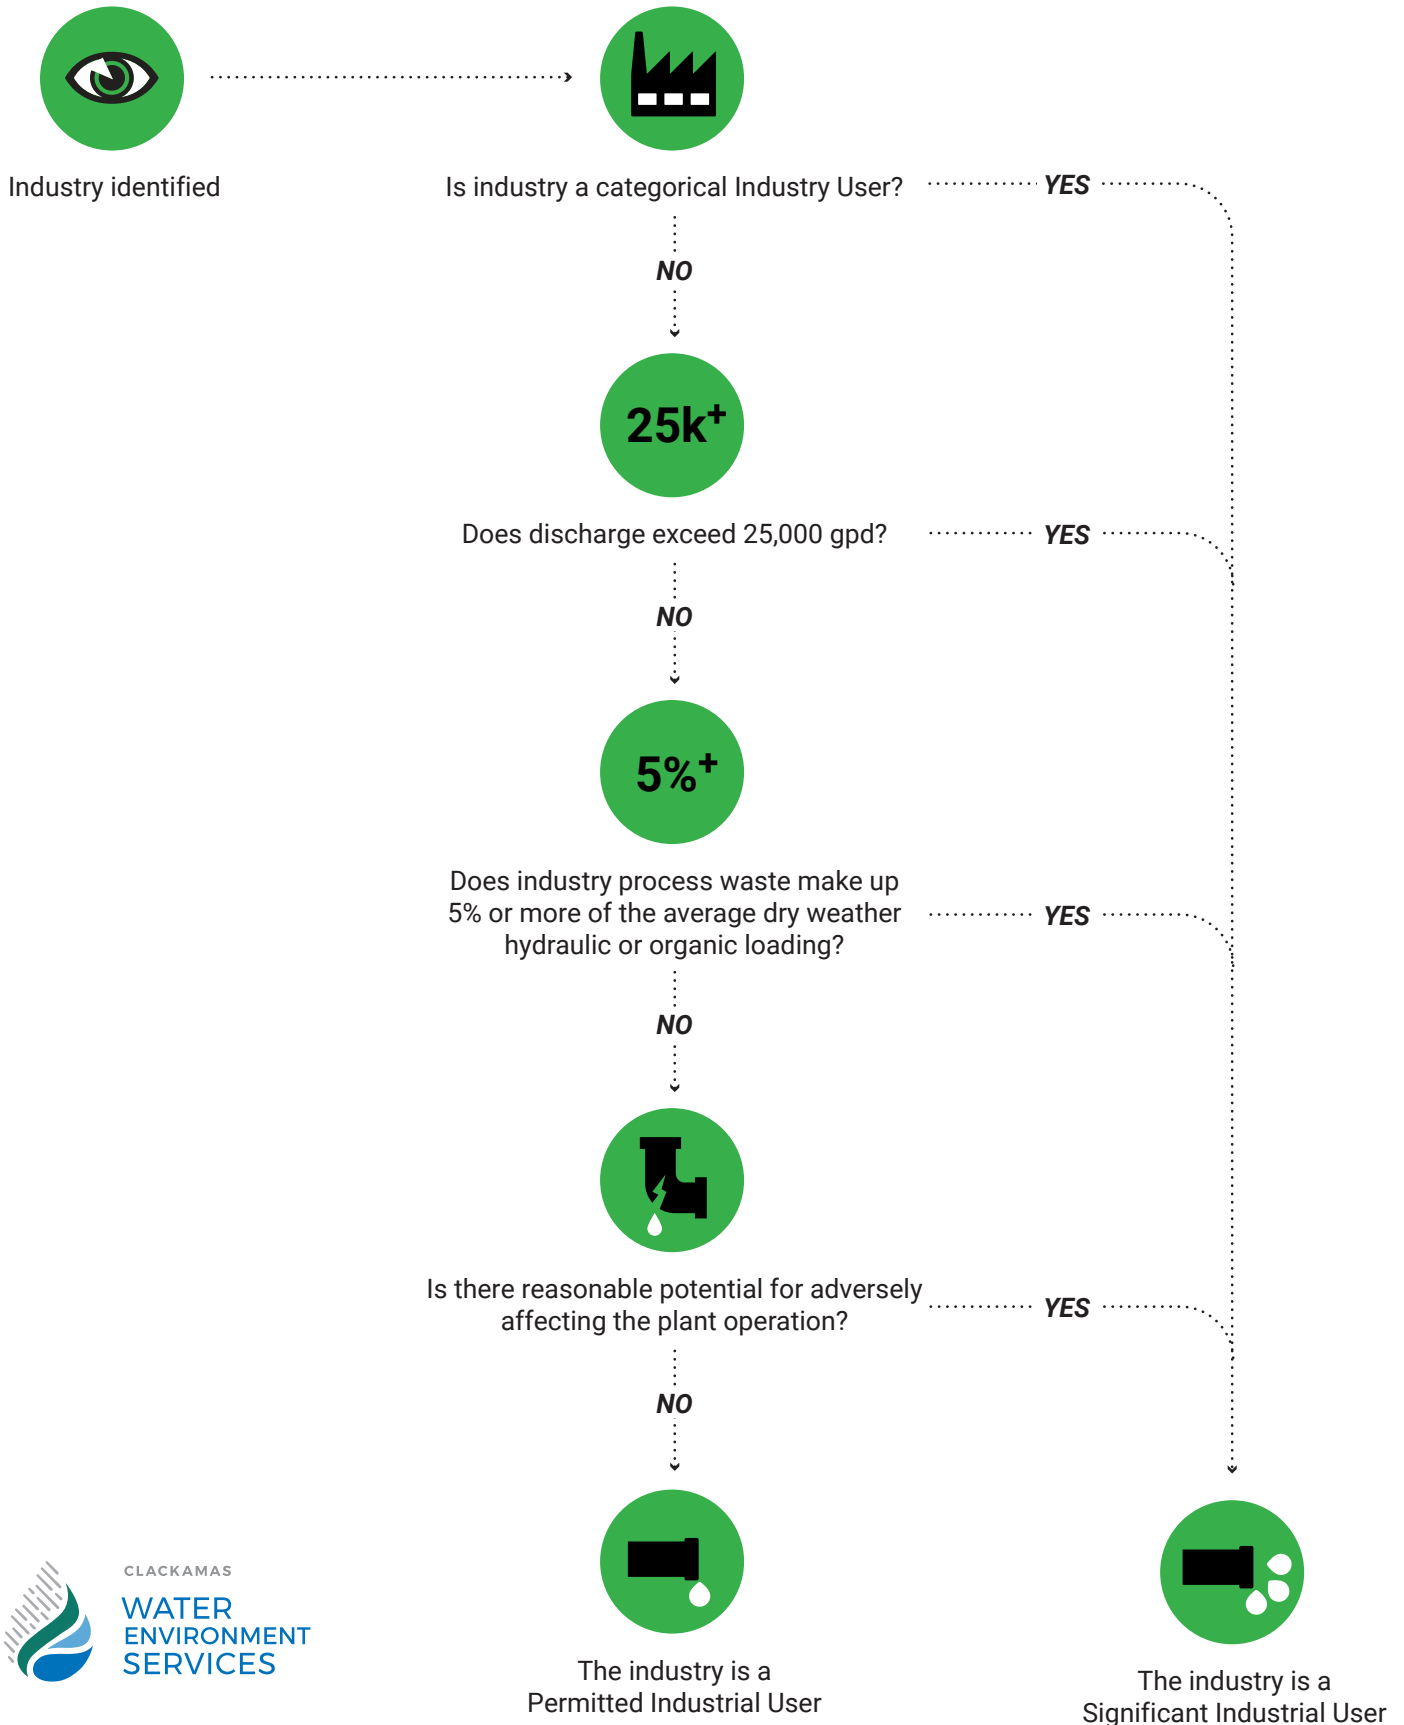 Industry identified
Is industry a categorical Industry User?
YES
NO
25k+
Does discharge exceed 25,000 gpd?
YES
NO
5%+
Does industry process waste make up
5% or more of the average dry weather
hydraulic or organic loading?
YES
NO
Is there reasonable potential for adversely
affecting the plant operation?
YES
NO
The industry is a
Permitted Industrial User
The industry is a
Significant Industrial User
CLACKAMAS
WATER
ENVIRONMENT
SERVICES